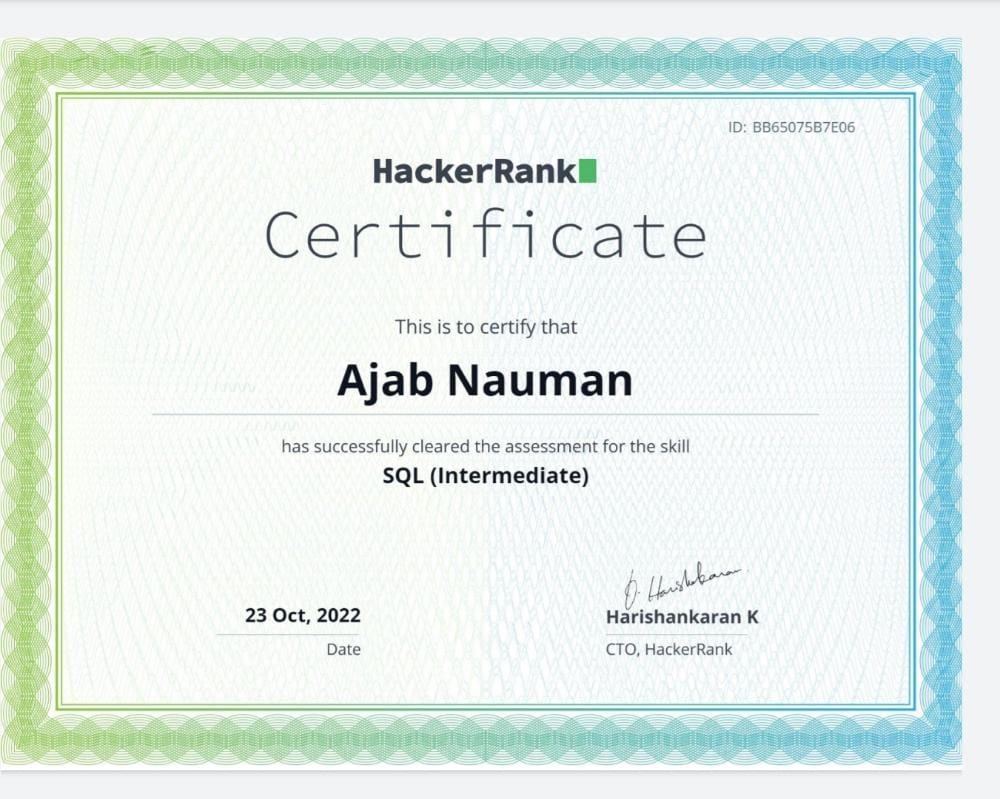 ID: BB65075B7E06
HackerRank
Certificate
This is to certify that
Ajab Nauman
has successfully cleared the assessment for the skill
SQL (Intermediate)
23 Oct, 2022
Date
Harishankaran K
CTO, HackerRank